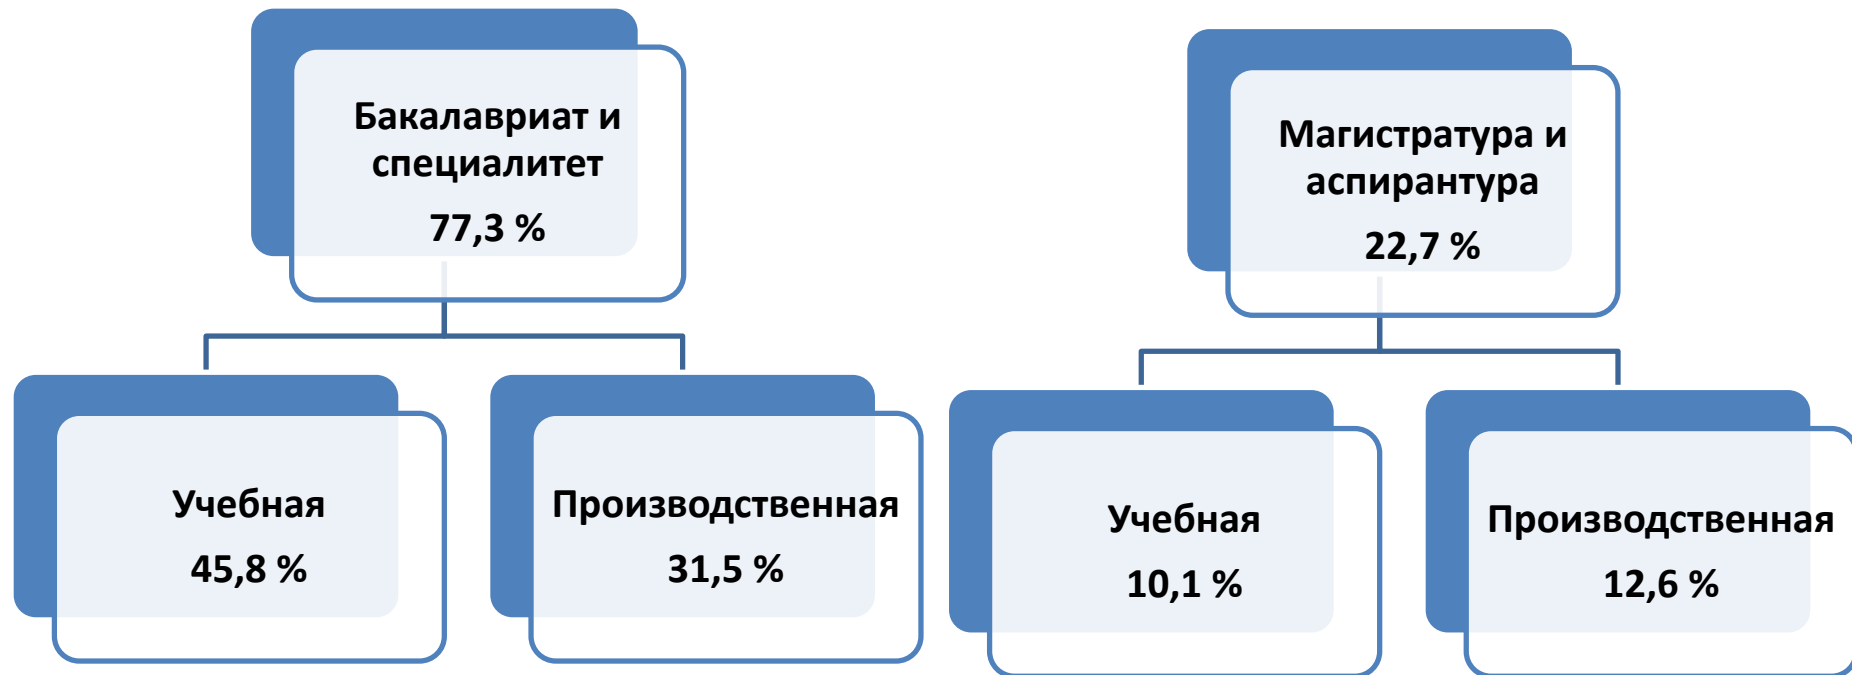 Бакалавриат и
специалитет
77,3 %
Магистратура и
аспирантура
22,7 %
Учебная
45,8 %
Производственная
31,5 %
Учебная
10,1 %
Производственная
12,6 %